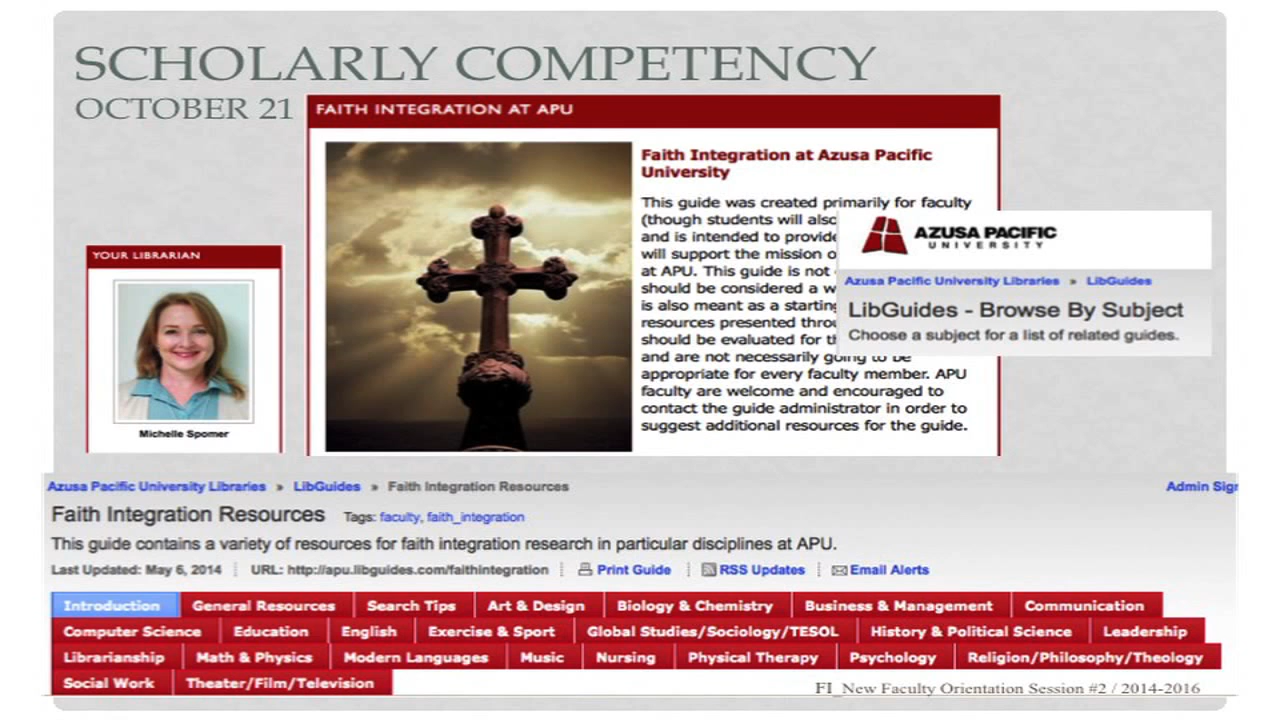 SCHOLARLY COMPETENCY
OCTOBER 21
FAITH INTEGRATION AT APU
Faith Integration at Azusa Pacific
University
This guide was created primarily for faculty
(though students will also
and is intended to provide
will support the mission o
at APU. This guide is not
should be considered a w
is also meant as a starting
resources presented throu
should be evaluated for th
and are not necessarily going to be
appropriate for every faculty member. APU
faculty are welcome and encouraged to
contact the guide administrator in order to
suggest additional resources for the guide.
AZUSA PACIFIC
UNIVERSITY
Azusa Pacific University Libraries » LibGuides
LibGuides - Browse By Subject
Choose a subject for a list of related guides.
YOUR LIBRARIAN
Michelle Spomer
Azusa Pacific University Libraries » LibGuides » Faith Integration Resources Admin Sign
Faith Integration Resources Tags: faculty, faith_integration
This guide contains a variety of resources for faith integration research in particular disciplines at APU.
Last Updated: May 6, 2014 URL: http://apu.libguides.com/faithintegration Print Guide RSS Updates Email Alerts
Introduction General Resources Search Tips Art & Design Biology & Chemistry Business & Management Communication
Computer Science Education English Exercise & Sport Global Studies/Sociology/TESOL History & Political Science Leadership
Librarianship Math & Physics Modern Languages Music Nursing Physical Therapy Psychology Religion/Philosophy/Theology
Social Work Theater/Film/Television
FI_New Faculty Orientation Session #2 / 2014-2016